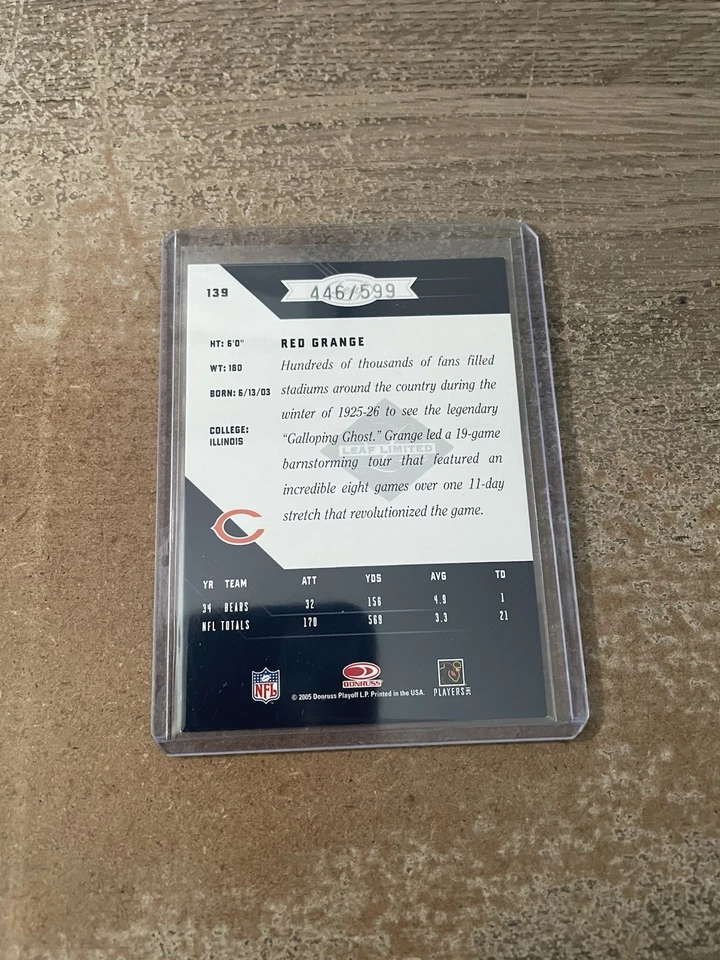 139
446/599
HT: 6'0"
WT: 180
BORN: 6/13/03
COLLEGE:
ILLINOIS
RED GRANGE
Hundreds of thousands of fans filled
stadiums around the country during the
winter of 1925-26 to see the legendary
"Galloping Ghost." Grange led a 19-game
barnstorming tour that featured an
incredible eight games over one 11-day
stretch that revolutionized the game.
LEAF LIMITED
C
YR TEAM ATT YDS AVG TD
34 BEARS 32 156 4.9 1
NFL TOTALS 170 569 3.3 21
NFL
DONRUSS
© 2005 Donruss Playoff L.P. Printed in the USA.
PLAYERS INC